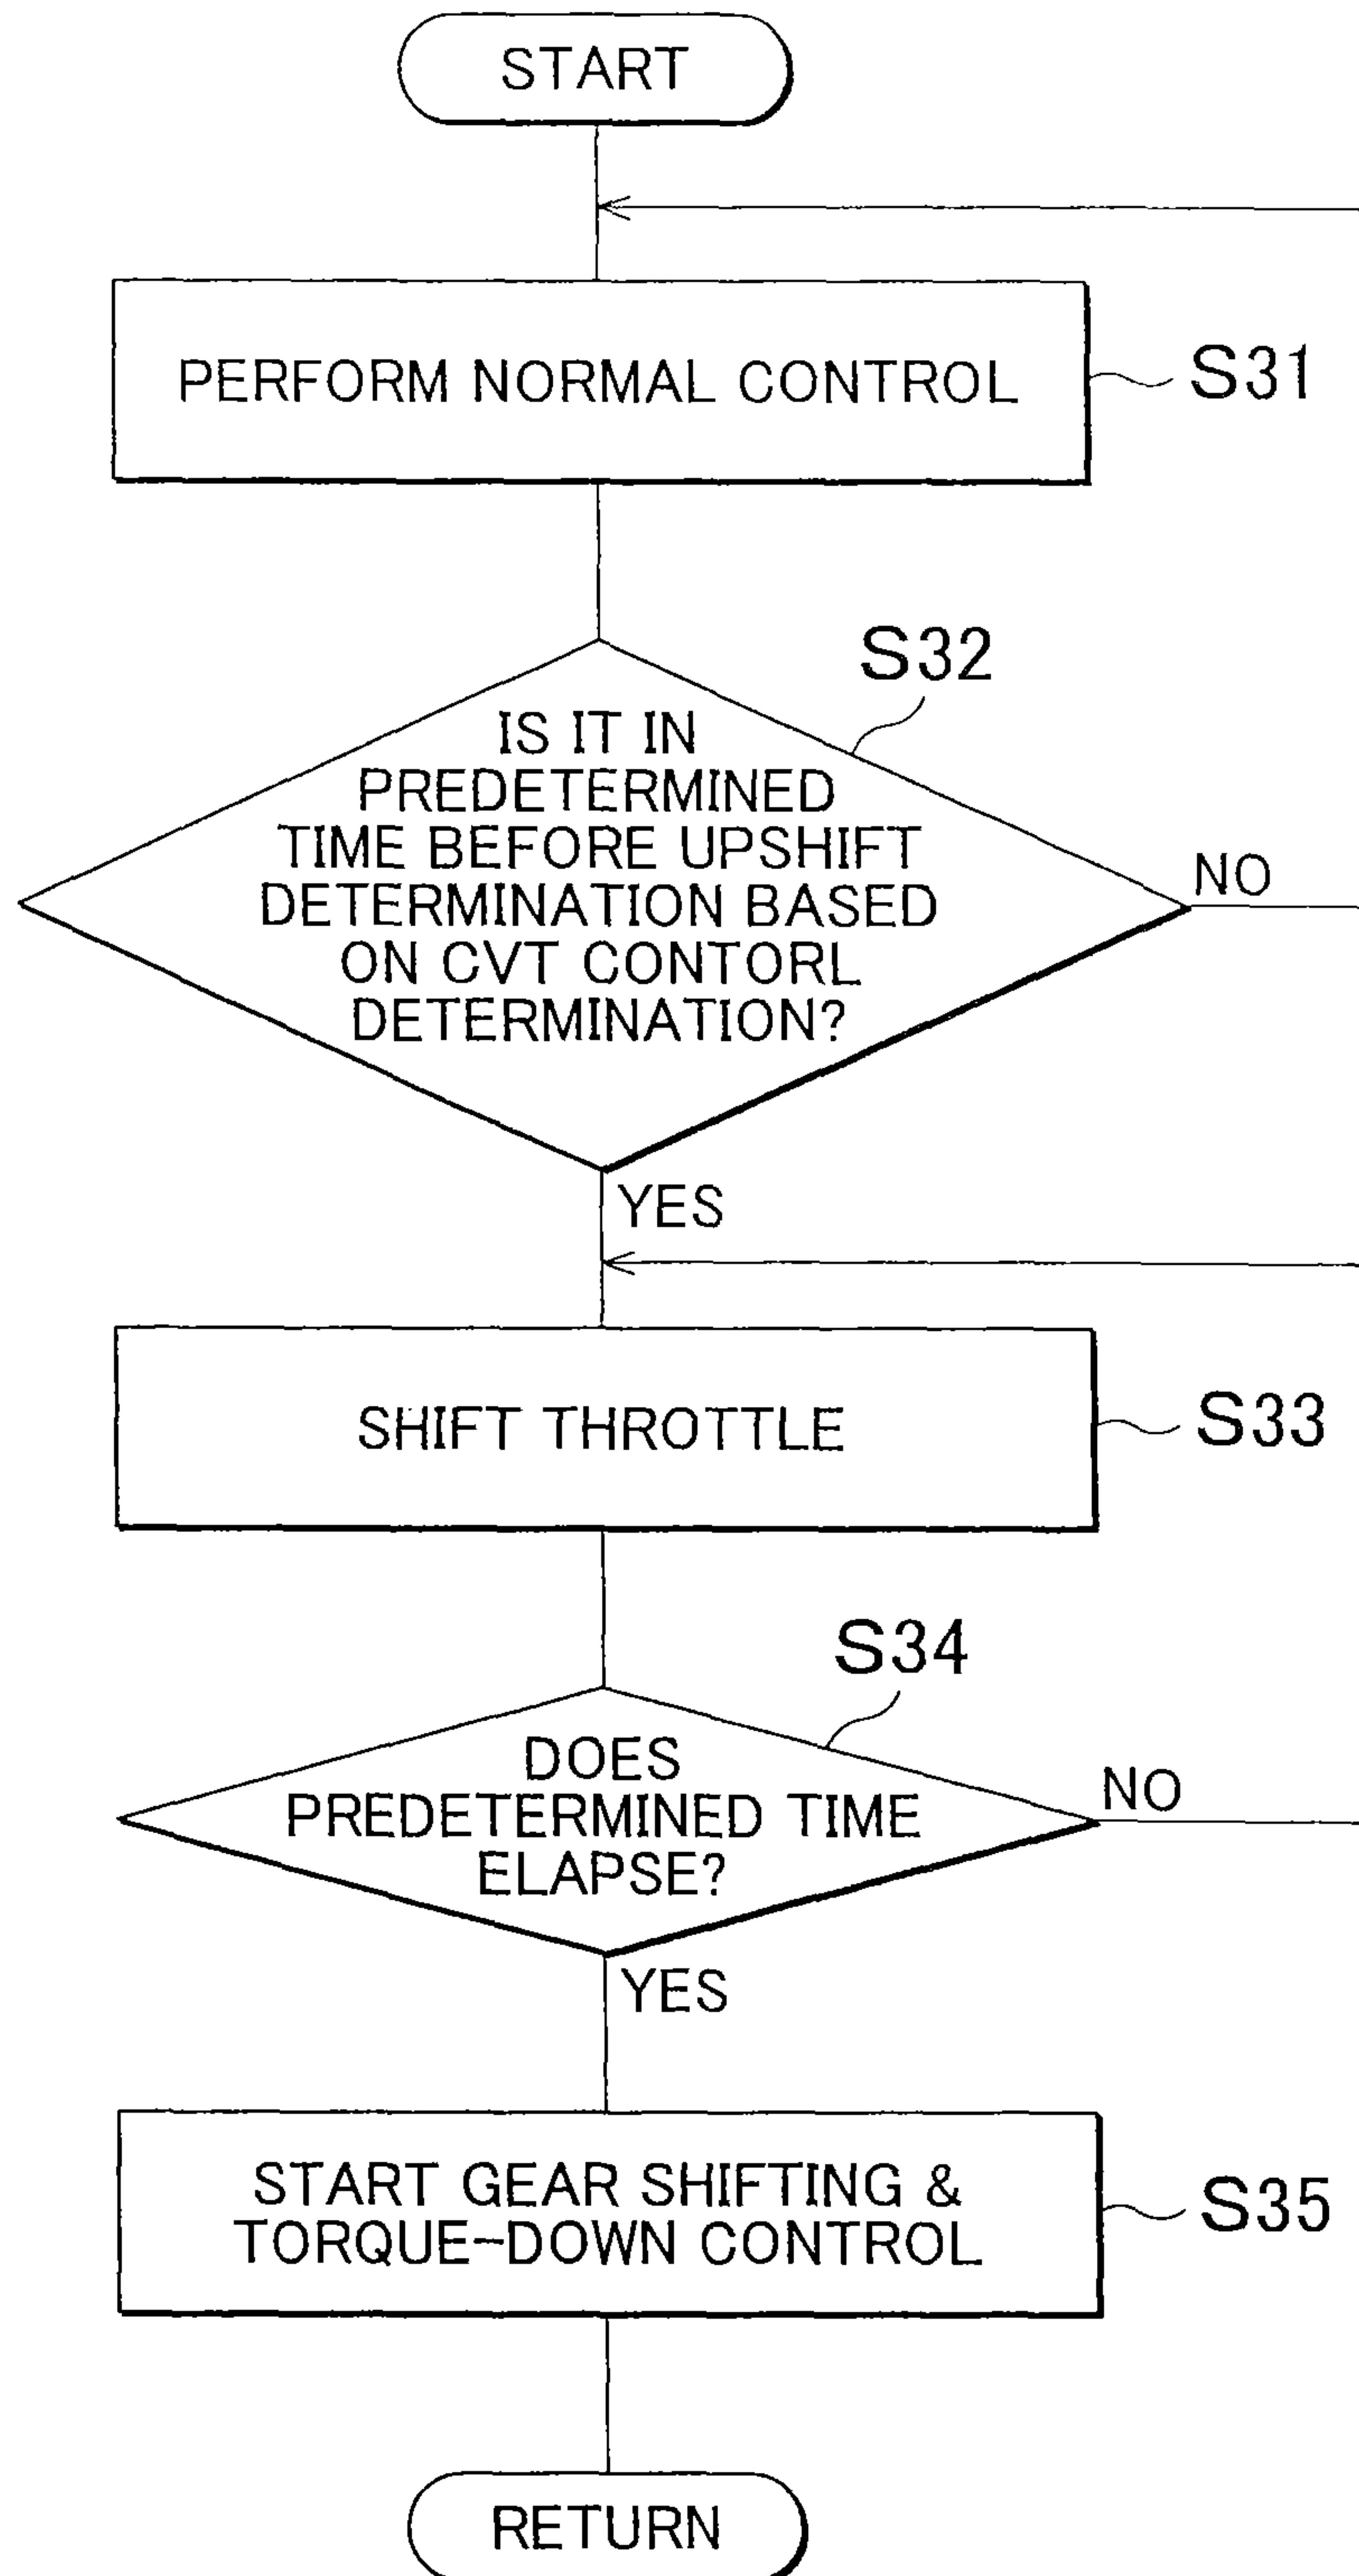 START
PERFORM NORMAL CONTROL
S31
S32
IS IT IN
PREDETERMINED
TIME BEFORE UPSHIFT
DETERMINATION BASED
ON CVT CONTORL
DETERMINATION?
NO
YES
SHIFT THROTTLE
S33
S34
DOES
PREDETERMINED TIME
ELAPSE?
NO
YES
START GEAR SHIFTING &
TORQUE-DOWN CONTROL
S35
RETURN